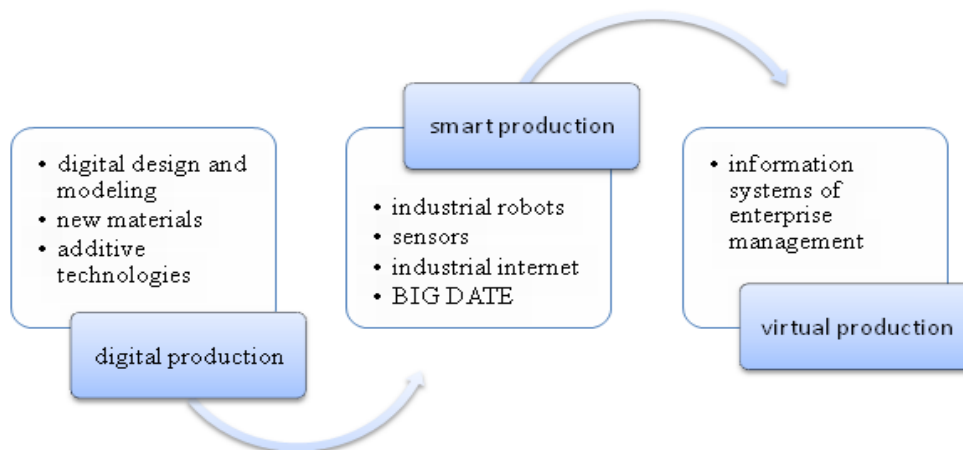 • digital design and
modeling
• new materials
• additive
technologies
digital production
smart production
• industrial robots
• sensors
• industrial internet
• BIG DATE
• information
systems of
enterprise
management
virtual production